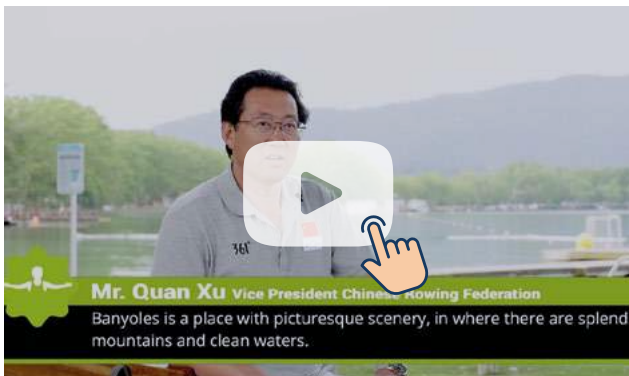 361°
Mr. Quan Xu Vice President Chinese Rowing Federation
Banyoles is a place with picturesque scenery, in where there are splend
mountains and clean waters.